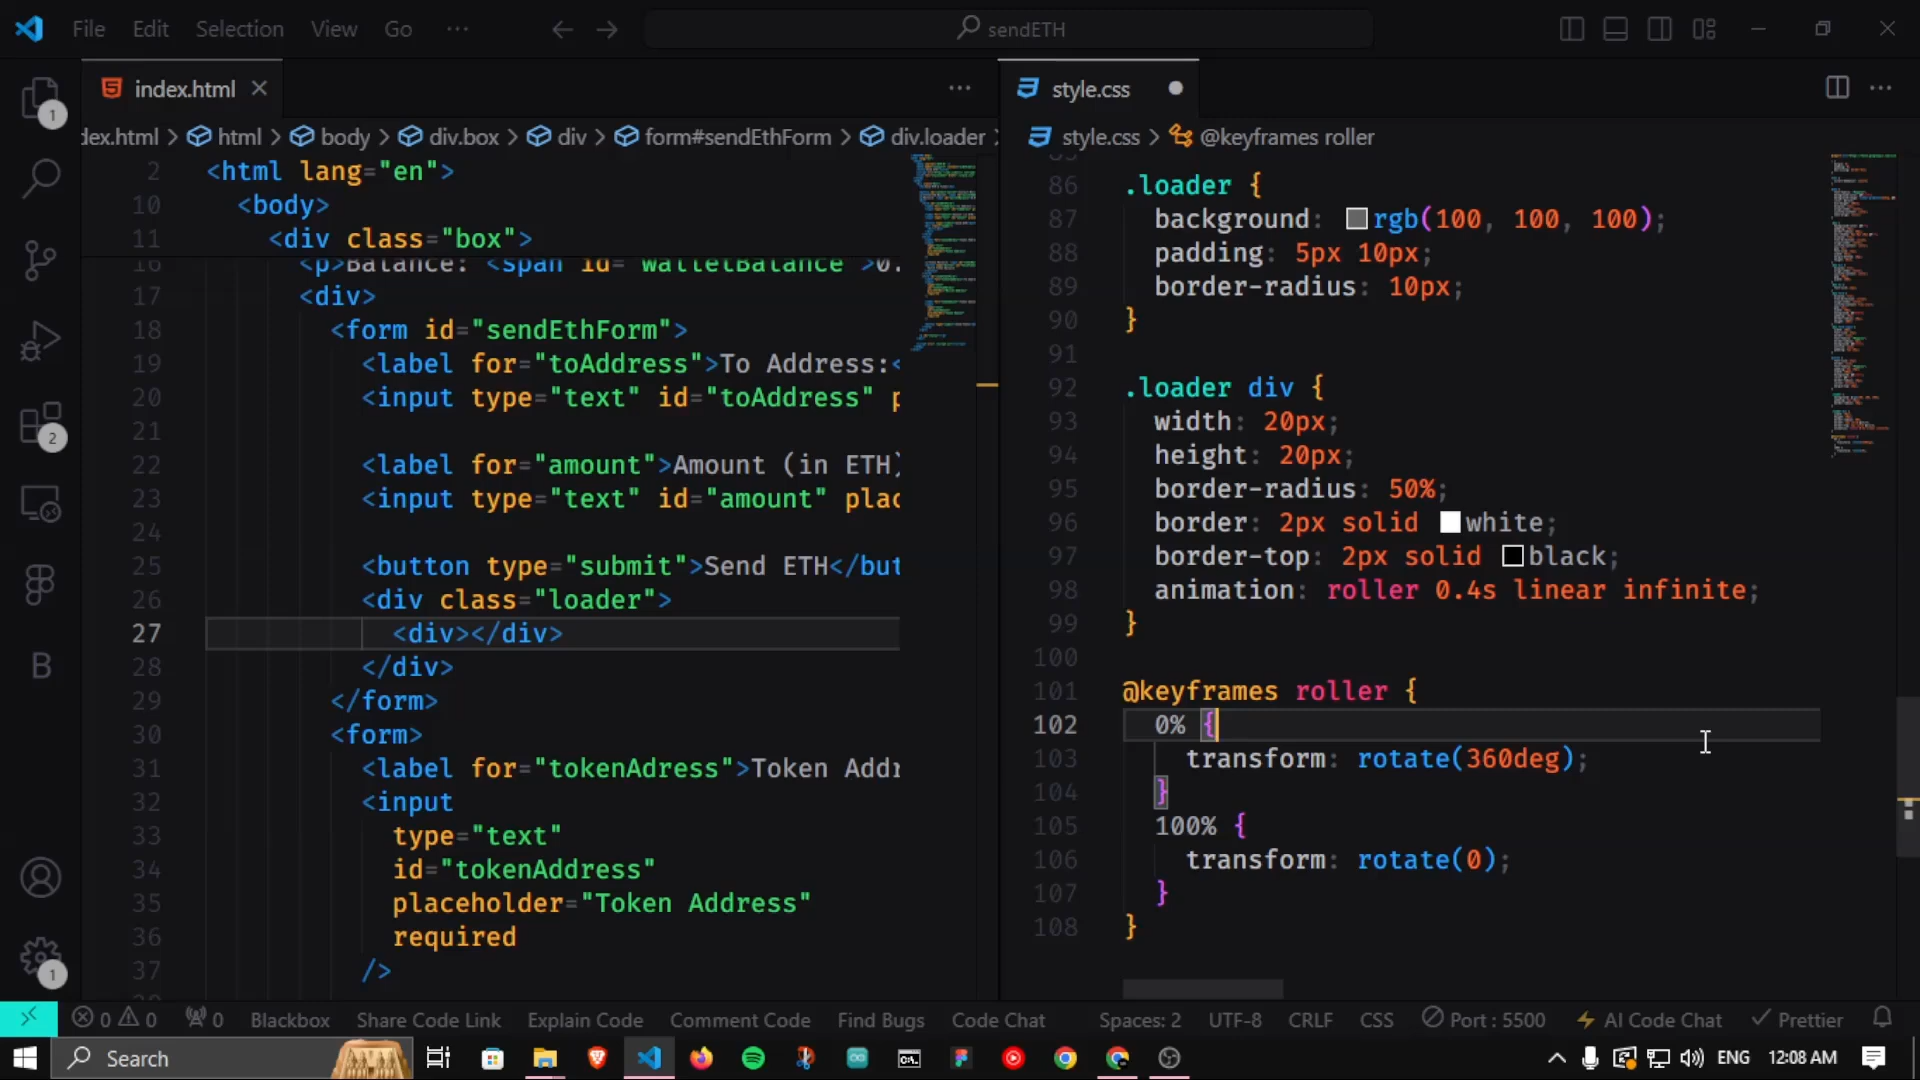 File Edit Selection View Go ··· sendETH
index.html
style.css
dex.html > html > body > div.box > div > form#sendEthForm > div.loader
style.css > @keyframes roller
2 <html lang="en">
10 <body>
11 <div class="box">
16 <p>Balance: <span id="walletBalance">0.
17 <div>
18 <form id="sendEthForm">
19 <label for="toAddress">To Address:<
20 <input type="text" id="toAddress" p
21
22 <label for="amount">Amount (in ETH)
23 <input type="text" id="amount" plac
24
25 <button type="submit">Send ETH</but
26 <div class="loader">
27 <div></div>
28 </div>
29 </form>
30 <form>
31 <label for="tokenAdress">Token Addr
32 <input
33 type="text"
34 id="tokenAddress"
35 placeholder="Token Address"
36 required
37 />
86 .loader {
87 background: rgb(100, 100, 100);
88 padding: 5px 10px;
89 border-radius: 10px;
90 }
91
92 .loader div {
93 width: 20px;
94 height: 20px;
95 border-radius: 50%;
96 border: 2px solid white;
97 border-top: 2px solid black;
98 animation: roller 0.4s linear infinite;
99 }
100
101 @keyframes roller {
102 0% {
103 transform: rotate(360deg);
104 }
105 100% {
106 transform: rotate(0);
107 }
108 }
1
2
B
1
0 0 0 Blackbox Share Code Link Explain Code Comment Code Find Bugs Code Chat Spaces: 2 UTF-8 CRLF CSS Port : 5500 AI Code Chat Prettier
Search ENG 12:08 AM